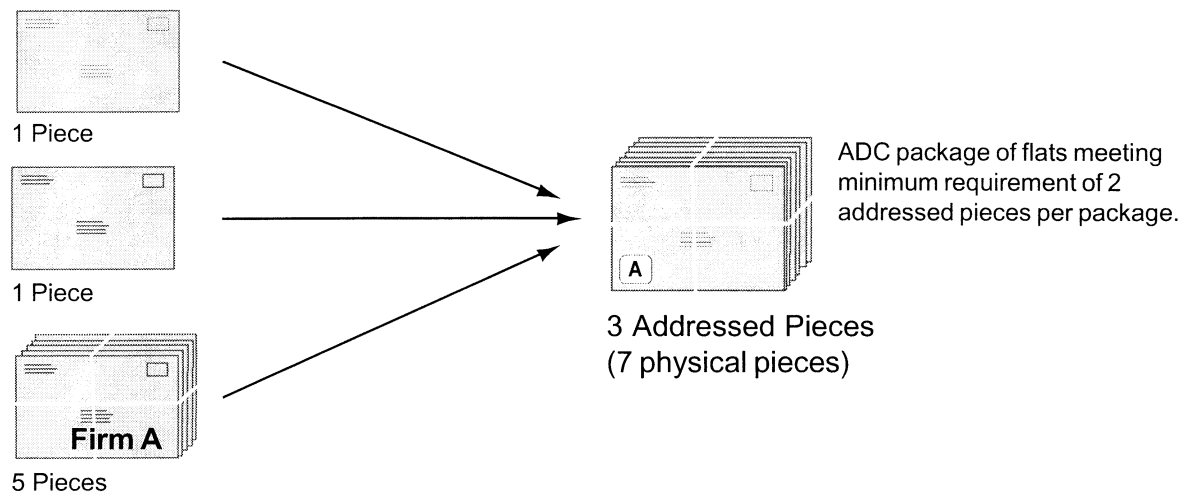 1 Piece
1 Piece
Firm A
5 Pieces
A
3 Addressed Pieces
(7 physical pieces)
ADC package of flats meeting
minimum requirement of 2
addressed pieces per package.